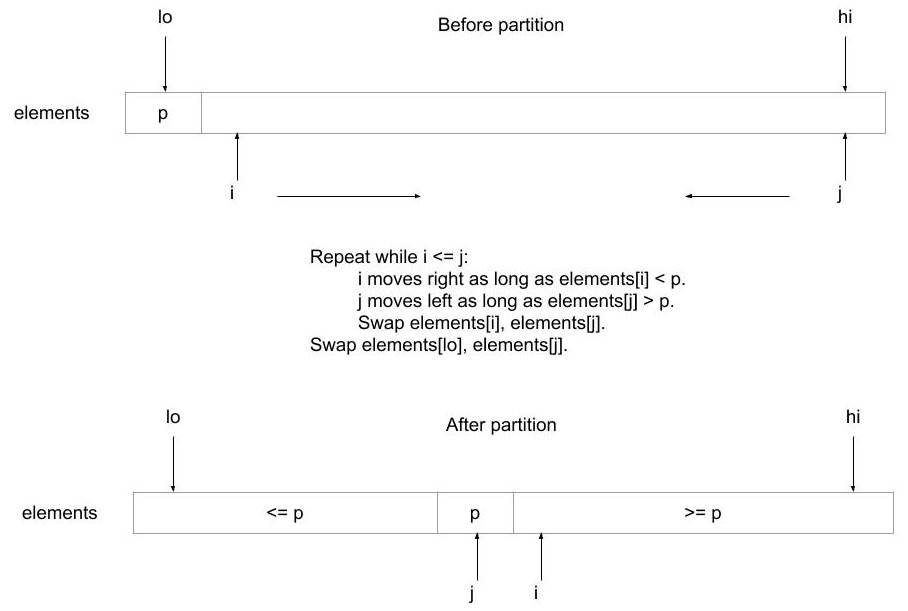 lo
Before partition
hi
elements
p
i
j
Repeat while i <= j:
i moves right as long as elements[i] < p.
j moves left as long as elements[j] > p.
Swap elements[i], elements[j].
Swap elements[lo], elements[j].
lo
After partition
hi
elements
<= p
p
>= p
j
i